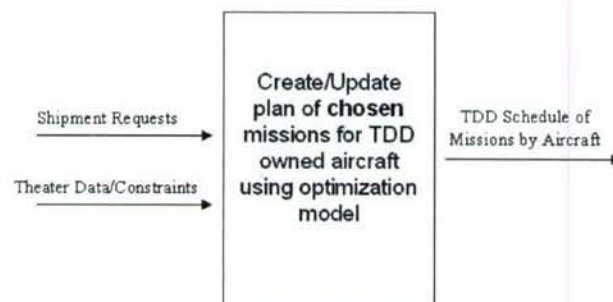 Shipment Requests
Theater Data/Constraints
Create/Update
plan of chosen
missions for TDD
owned aircraft
using optimization
model
TDD Schedule of
Missions by Aircraft